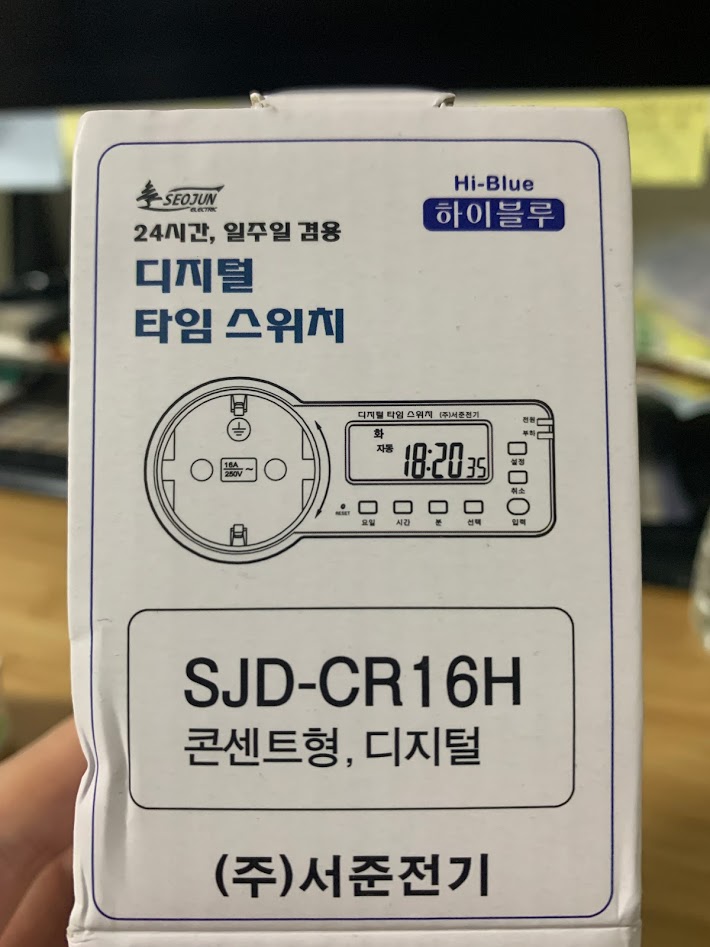 SEOJUN
ELECTRIC
Hi-Blue
하이블루
24시간, 일주일 겸용
디지털
타임 스위치
디지털 타임 스위치 (주)서준전기
화
자동
18:20 35
16A
250V ~
전원
부하
설정
취소
RESET
요일 시간 분 선택 입력
SJD-CR16H
콘센트형, 디지털
(주)서준전기